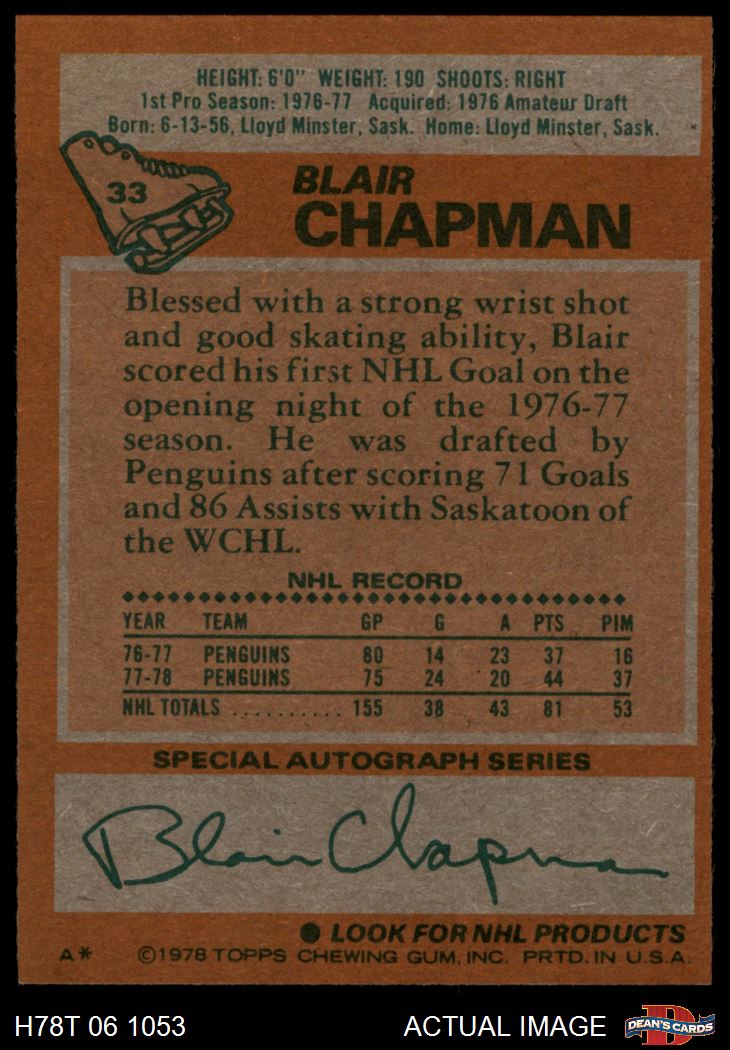 HEIGHT: 6'0" WEIGHT: 190 SHOOTS: RIGHT
1st Pro Season: 1976-77 Acquired: 1976 Amateur Draft
Born: 6-13-56, Lloyd Minster, Sask. Home: Lloyd Minster, Sask.
33
BLAIR
CHAPMAN
Blessed with a strong wrist shot
and good skating ability, Blair
scored his first NHL Goal on the
opening night of the 1976-77
season. He was drafted by
Penguins after scoring 71 Goals
and 86 Assists with Saskatoon of
the WCHL.
NHL RECORD
YEAR TEAM GP G A PTS PIM
76-77 PENGUINS 80 14 23 37 16
77-78 PENGUINS 75 24 20 44 37
NHL TOTALS .......... 155 38 43 81 53
SPECIAL AUTOGRAPH SERIES
Blair Chapman
● LOOK FOR NHL PRODUCTS
A* ©1978 TOPPS CHEWING GUM, INC. PRTD. IN U.S.A.
H78T 06 1053 ACTUAL IMAGE
D DEAN'S CARDS